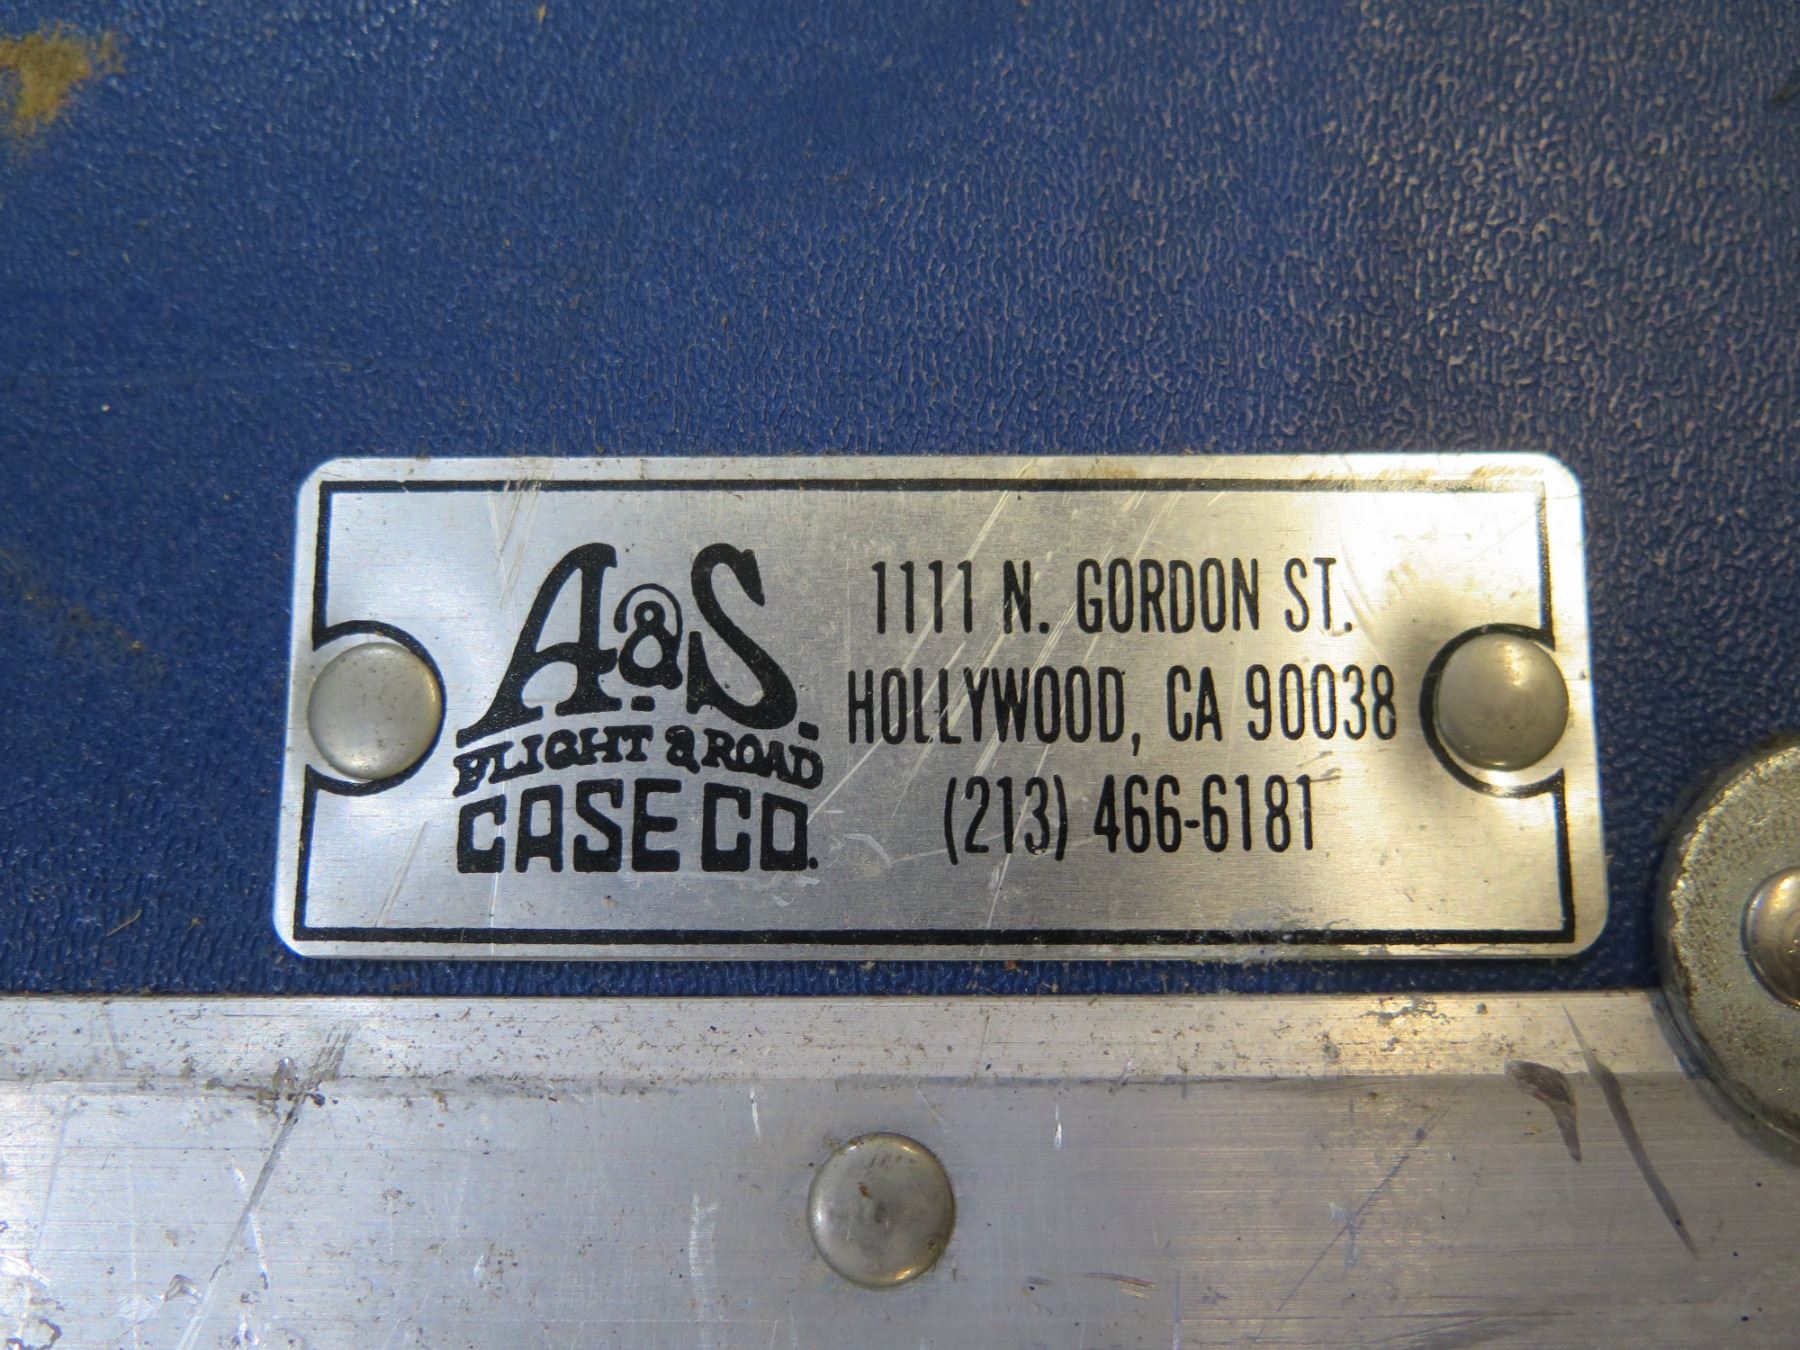 A&S.
FLIGHT & ROAD
CASE CO.
1111 N. GORDON ST.
HOLLYWOOD, CA 90038
(213) 466-6181